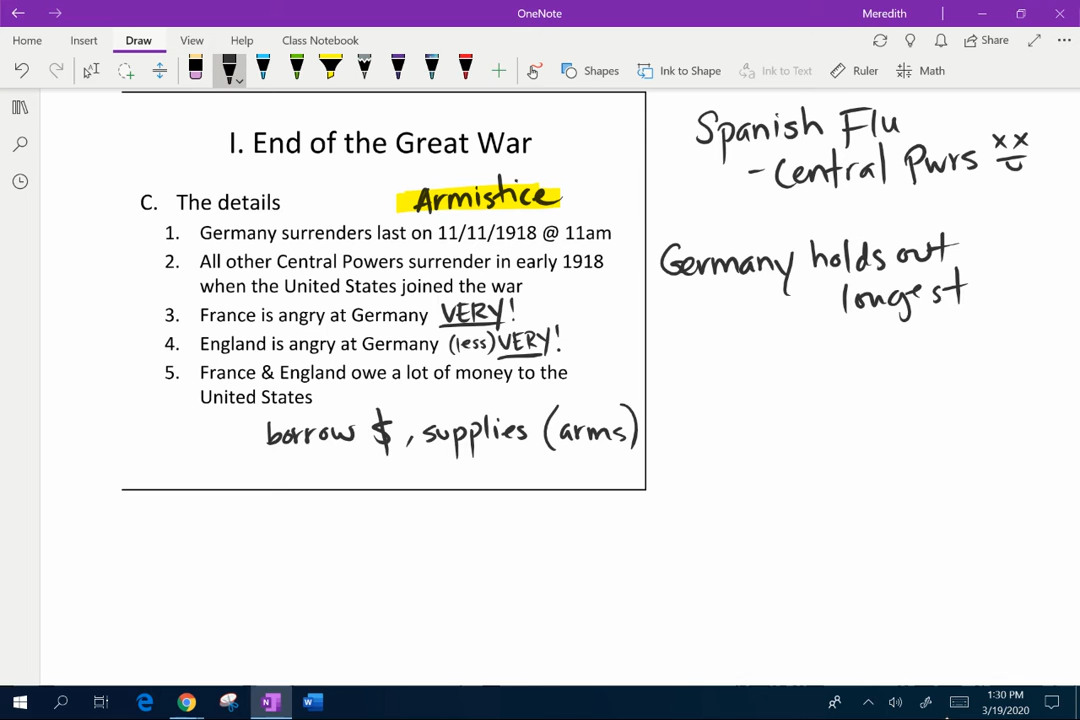 OneNote
Meredith
Home Insert Draw View Help Class Notebook Share
Shapes Ink to Shape Ink to Text Ruler Math
I. End of the Great War
C. The details Armistice
1. Germany surrenders last on 11/11/1918 @ 11am
2. All other Central Powers surrender in early 1918
when the United States joined the war
3. France is angry at Germany VERY!
4. England is angry at Germany (less) VERY!
5. France & England owe a lot of money to the
United States
borrow $, supplies (arms)
Spanish Flu
- Central Pwrs
Germany holds out
longest
1:30 PM
3/19/2020